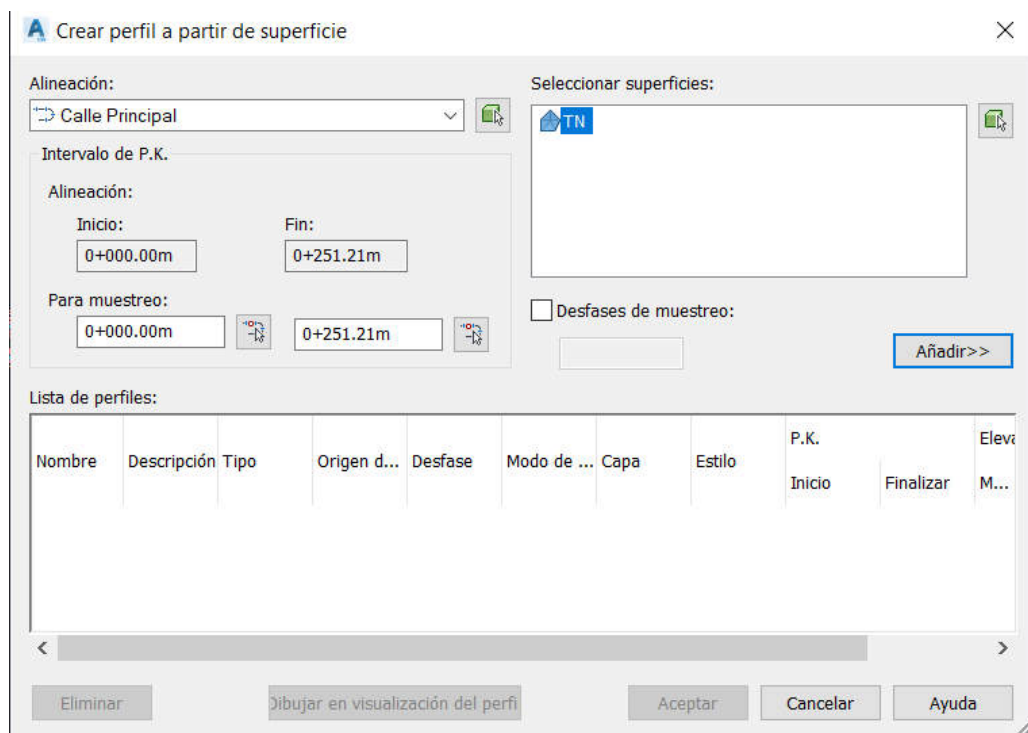 Crear perfil a partir de superficie
Alineación:
Calle Principal
Intervalo de P.K.
Alineación:
Inicio:
Fin:
0+000.00m
0+251.21m
Para muestreo:
0+000.00m
0+251.21m
Seleccionar superficies:
TN
Desfases de muestreo:
Añadir>>
Lista de perfiles:
Nombre
Descripción
Tipo
Origen d...
Desfase
Modo de ...
Capa
Estilo
P.K.
Inicio
Finalizar
Eleva
M...
Eliminar
Dibujar en visualización del perfi
Aceptar
Cancelar
Ayuda